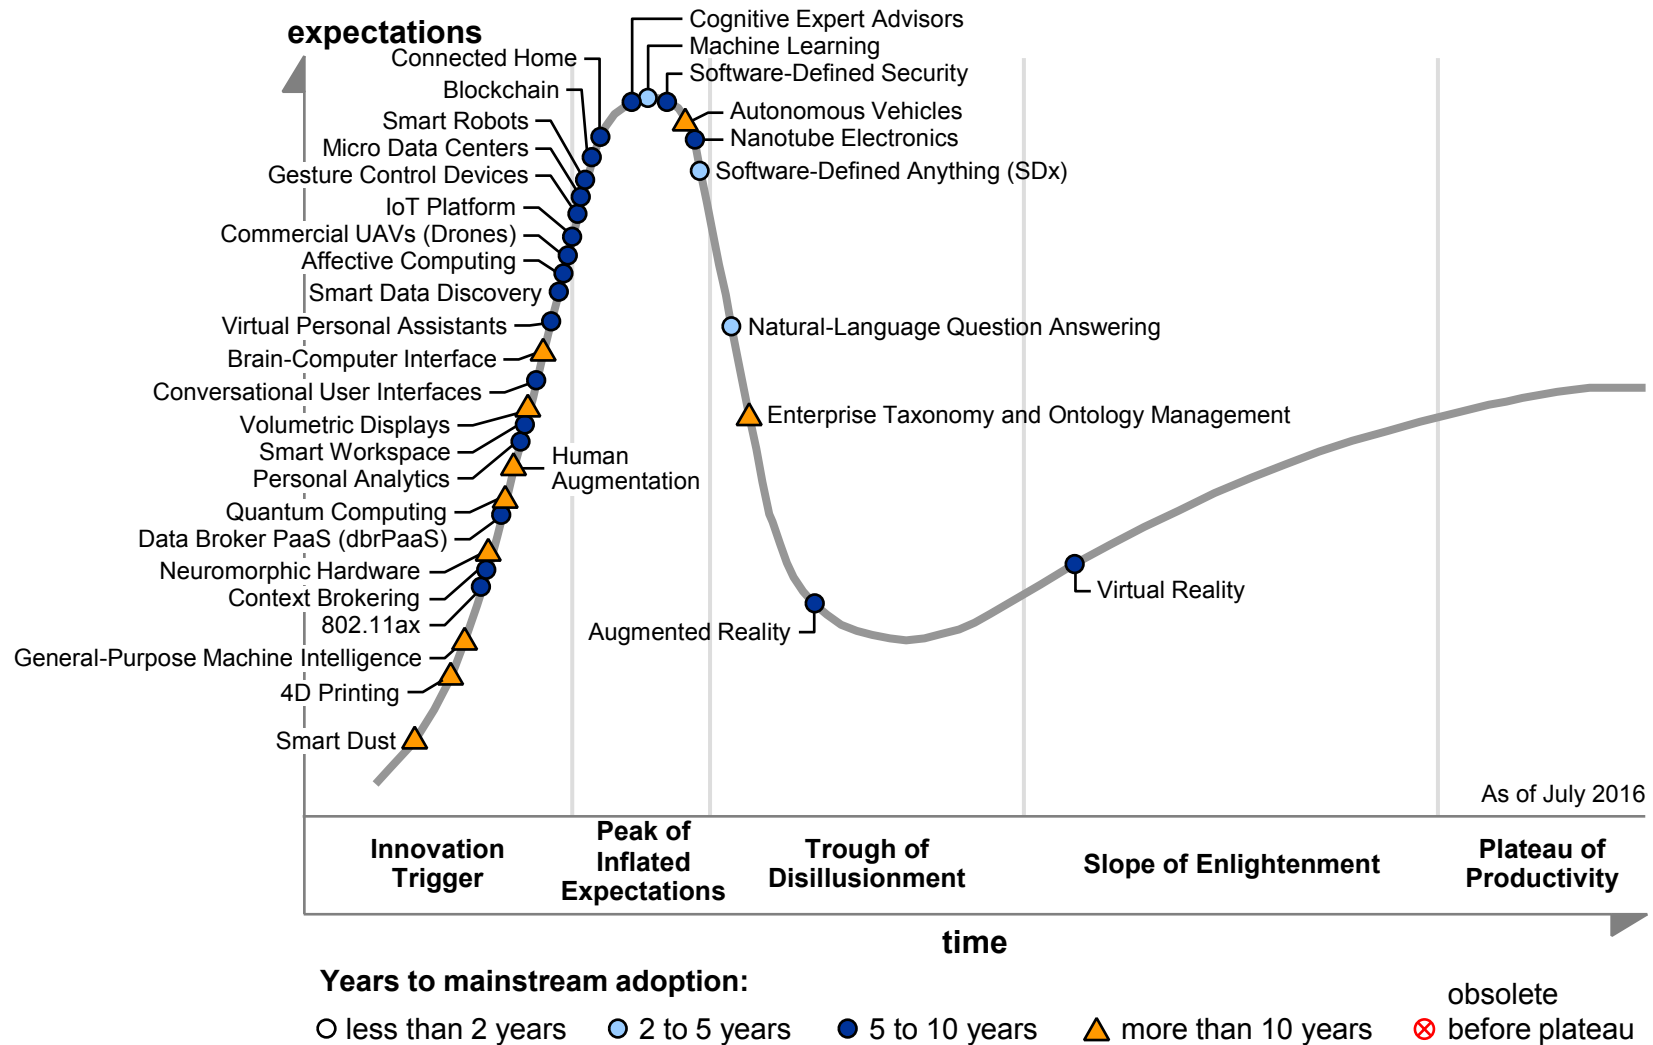 expectations
Cognitive Expert Advisors
Machine Learning
Connected Home
Software-Defined Security
Blockchain
Autonomous Vehicles
Smart Robots
Nanotube Electronics
Micro Data Centers
Software-Defined Anything (SDx)
Gesture Control Devices
IoT Platform
Commercial UAVs (Drones)
Affective Computing
Smart Data Discovery
Virtual Personal Assistants
Natural-Language Question Answering
Brain-Computer Interface
Conversational User Interfaces
Enterprise Taxonomy and Ontology Management
Volumetric Displays
Smart Workspace
Human
Augmentation
Personal Analytics
Quantum Computing
Data Broker PaaS (dbrPaaS)
Neuromorphic Hardware
Context Brokering
Virtual Reality
802.11ax
Augmented Reality
General-Purpose Machine Intelligence
4D Printing
Smart Dust
As of July 2016
Innovation
Trigger
Peak of
Inflated
Expectations
Trough of
Disillusionment
Slope of Enlightenment
Plateau of
Productivity
time
Years to mainstream adoption:
less than 2 years
2 to 5 years
5 to 10 years
more than 10 years
obsolete
before plateau